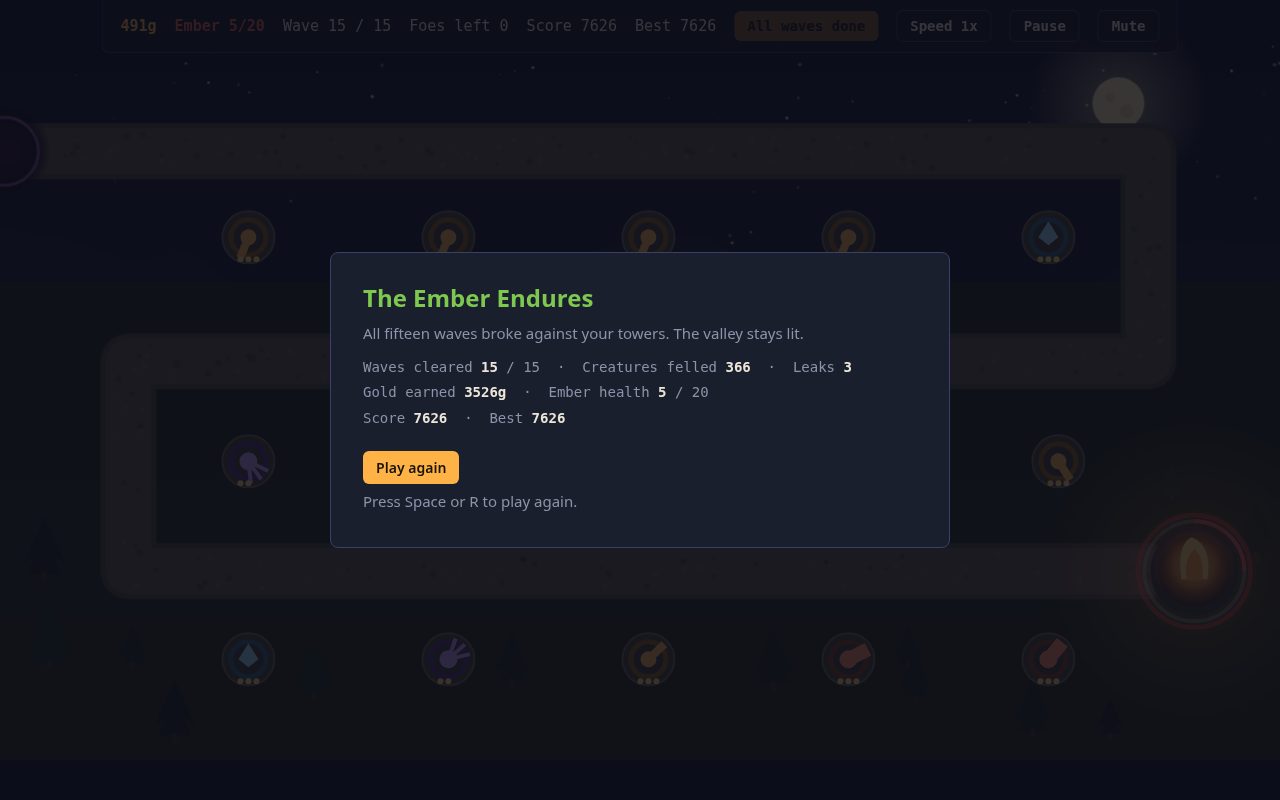 491g Ember 5/20 Wave 15 / 15 Foes left 0 Score 7626 Best 7626 All waves done Speed 1x Pause Mute
The Ember Endures
All fifteen waves broke against your towers. The valley stays lit.
Waves cleared 15 / 15 · Creatures felled 366 · Leaks 3
Gold earned 3526g · Ember health 5 / 20
Score 7626 · Best 7626
Play again
Press Space or R to play again.